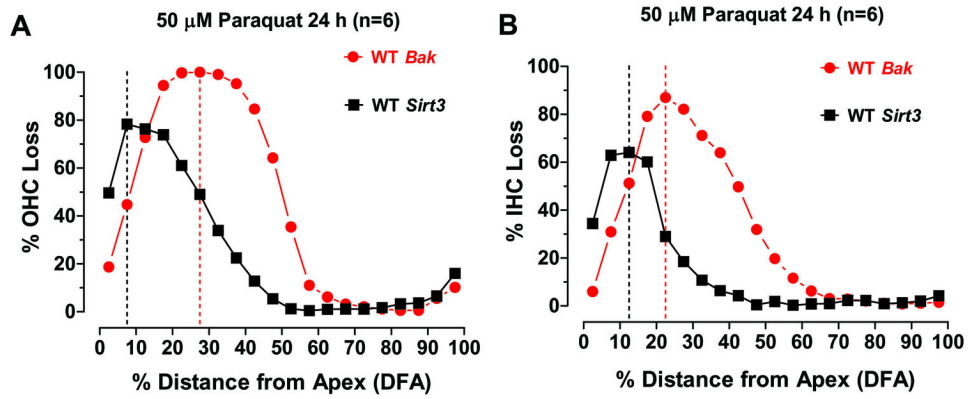 A
50 μM Paraquat 24 h (n=6)
WT Bak
WT Sirt3
% OHC Loss
100
80
60
40
20
0
0 10 20 30 40 50 60 70 80 90 100
% Distance from Apex (DFA)
B
50 μM Paraquat 24 h (n=6)
WT Bak
WT Sirt3
% IHC Loss
100
80
60
40
20
0
0 10 20 30 40 50 60 70 80 90 100
% Distance from Apex (DFA)